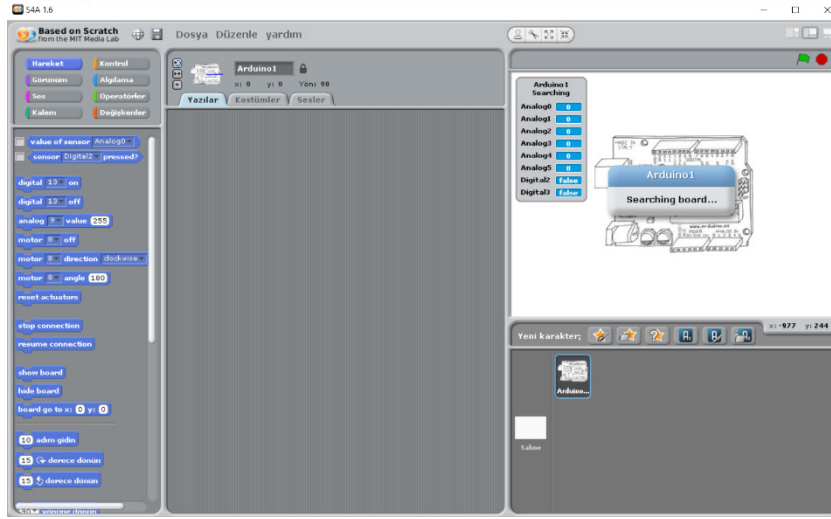 S4A 1.6
Based on Scratch
from the MIT Media Lab
Dosya Düzenle yardım
Hareket Kontrol
Görünüm Algılama
Ses Operatörler
Kalem Değişkenler
value of sensor Analog0
sensor Digital2 pressed?
digital 13 on
digital 13 off
analog 9 value 255
motor 8 off
motor 8 direction clockwise
motor 8 angle 180
reset actuators
stop connection
resume connection
show board
hide board
board go to x: 0 y: 0
10 adım gidin
15 derece dönün
15 derece dönün
90 yönüne dönün
Arduino1
x: 0 y: 0 Yön: 90
Yazılar Kostümler Sesler
Arduino1
Searching
Analog0 0
Analog1 0
Analog2 0
Analog3 0
Analog4 0
Analog5 0
Digital2 false
Digital3 false
Arduino1
Searching board...
x: -977 y: 244
Yeni karakter;
Arduino...
Sahne